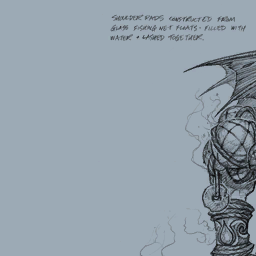 SHOULDER PADS CONSTRUCTED FROM
GLASS FISHING NET FLOATS - FILLED WITH
WATER + LASHED TOGETHER